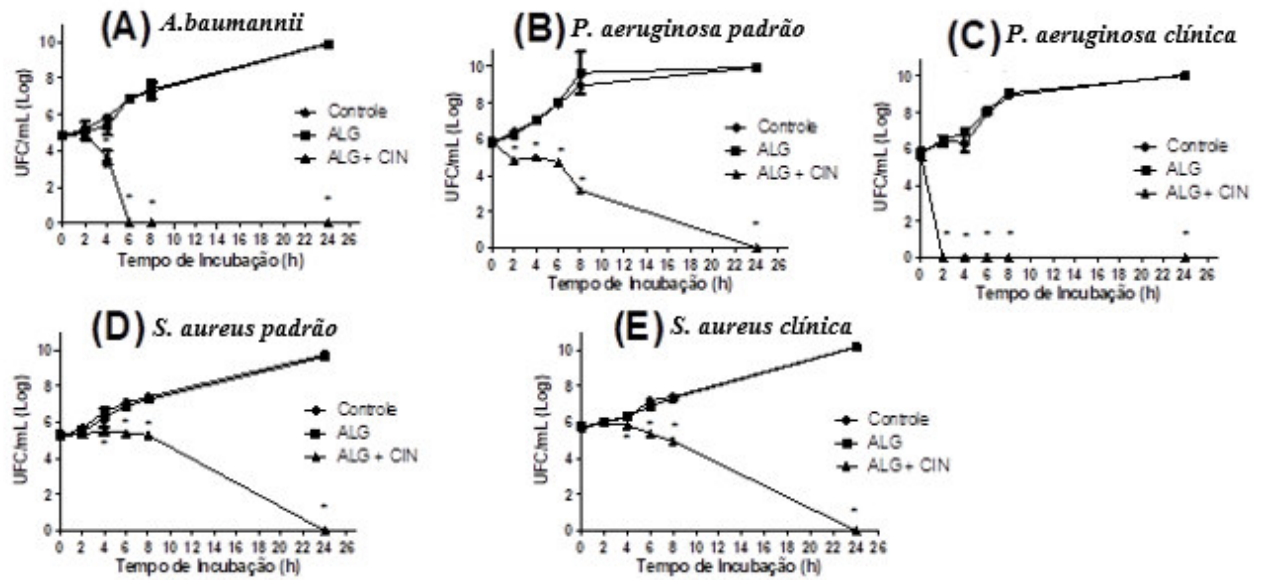 (A) A.baumannii
UFC/mL (Log)
10
8
6
4
2
0
Controle
ALG
ALG+ CIN
* * * *
0 2 4 6 8 10 12 14 16 18 20 22 24 26
Tempo de Incubação (h)
(B) P. aeruginosa padrão
UFC/mL (Log)
10
8
6
4
2
0
Controle
ALG
ALG + CIN
* * * * *
0 2 4 6 8 10 12 14 16 18 20 22 24 26
Tempo de Incubação (h)
(C) P. aeruginosa clínica
UFC/mL (Log)
10
8
6
4
2
0
Controle
ALG
ALG+ CIN
* * * * *
0 2 4 6 8 10 12 14 16 18 20 22 24 26
Tempo de Incubação (h)
(D) S. aureus padrão
UFC/mL (Log)
10
8
6
4
2
0
Controle
ALG
ALG + CIN
* * * *
0 2 4 6 8 10 12 14 16 18 20 22 24 26
Tempo de Incubação (h)
(E) S. aureus clínica
UFC/mL (Log)
10
8
6
4
2
0
Controle
ALG
ALG+ CIN
* * * *
0 2 4 6 8 10 12 14 16 18 20 22 24 26
Tempo de Incubação (h)